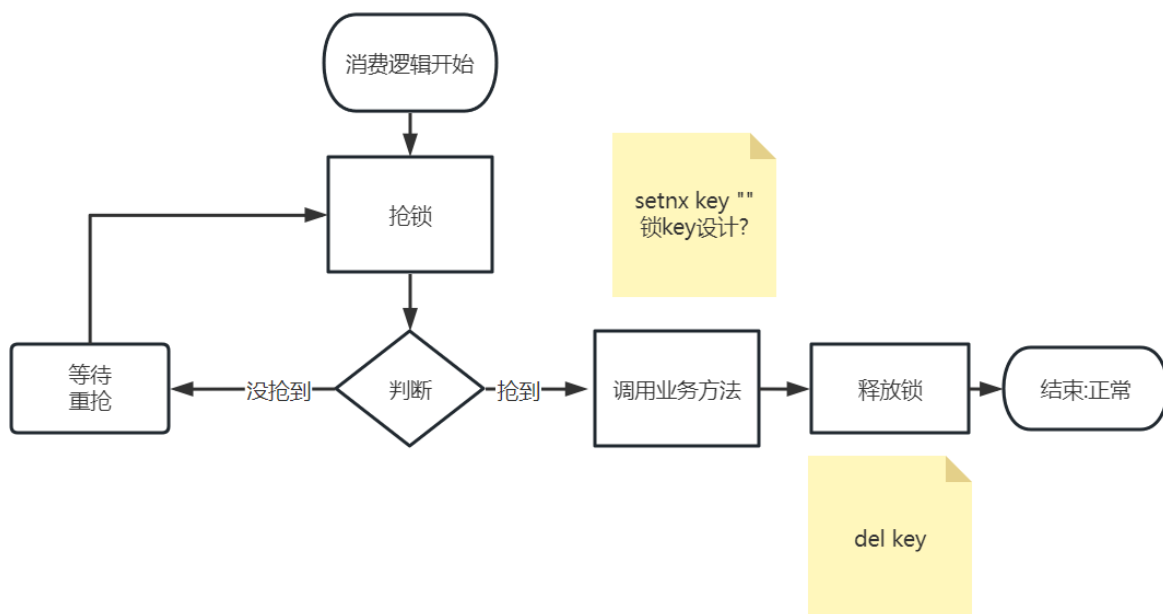 消费逻辑开始
抢锁
setnx key ""
锁key设计?
等待
重抢
没抢到
判断
抢到
调用业务方法
释放锁
结束:正常
del key